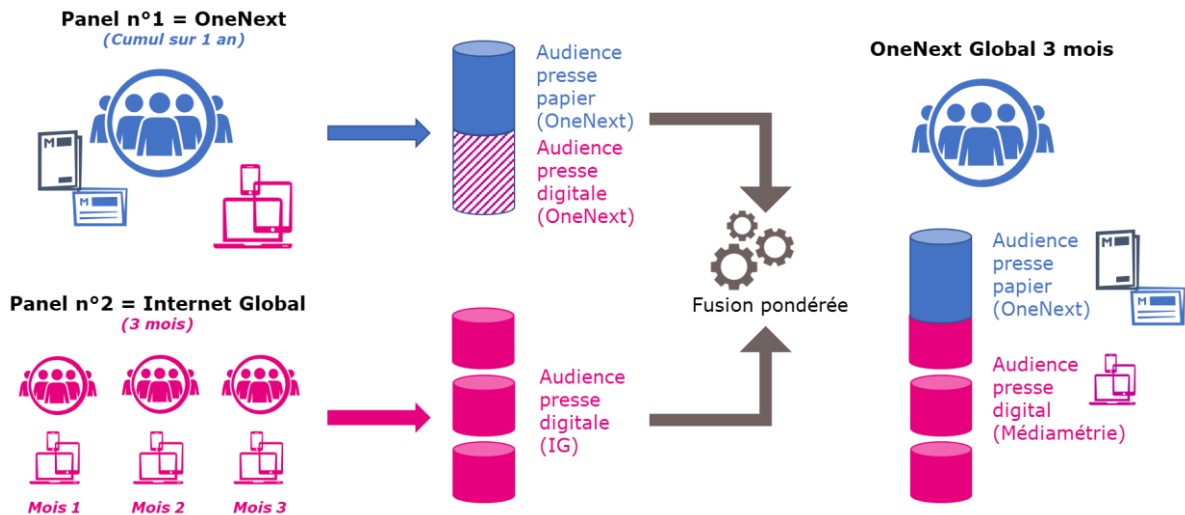 Panel n°1 = OneNext
(Cumul sur 1 an)
M
M
Audience
presse
papier
(OneNext)
Audience
presse
digitale
(OneNext)
Panel n°2 = Internet Global
(3 mois)
Mois 1
Mois 2
Mois 3
Audience
presse
digitale
(IG)
Fusion pondérée
OneNext Global 3 mois
Audience
presse
papier
(OneNext)
M
M
Audience
presse
digital
(Médiamétrie)